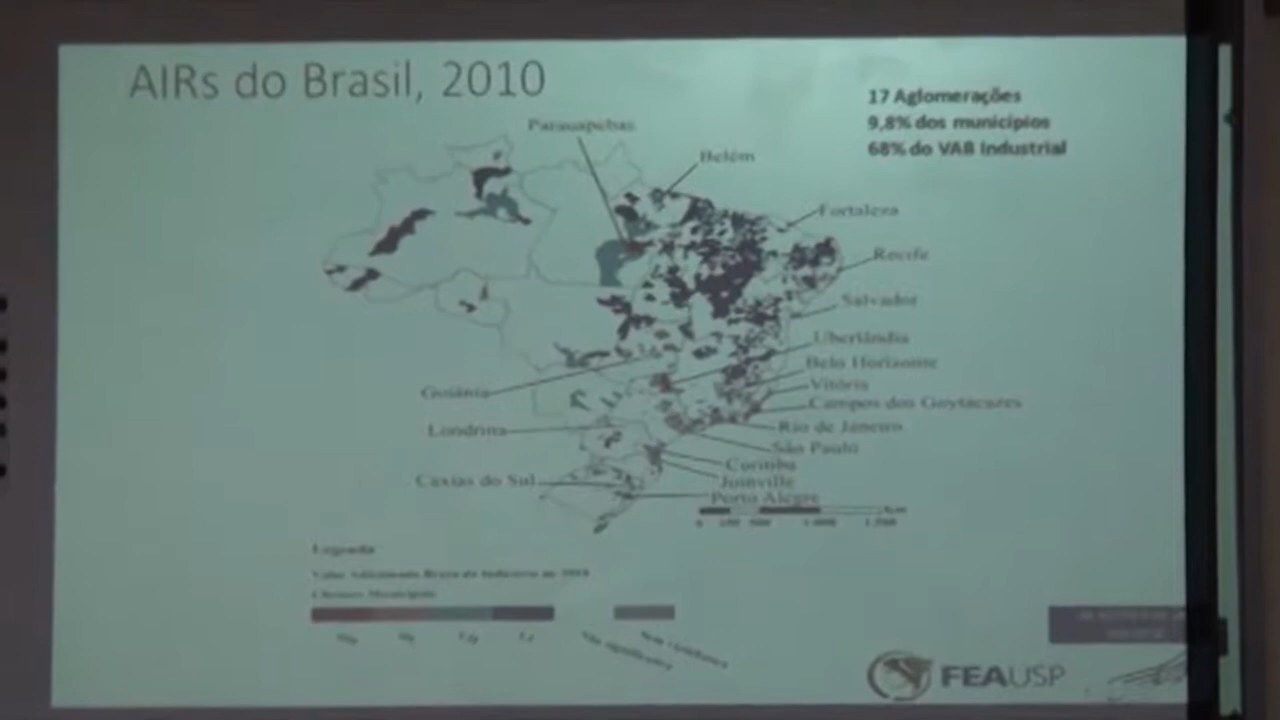 AIRs do Brasil, 2010
17 Aglomerações
9,8% dos municípios
68% do VAB Industrial
Parauapebas
Belém
Fortaleza
Recife
Salvador
Uberlândia
Belo Horizonte
Vitória
Campos dos Goytacazes
Rio de Janeiro
São Paulo
Curitiba
Joinville
Porto Alegre
Goiânia
Londrina
Caxias do Sul
Legenda
não significativo
FEAUSP